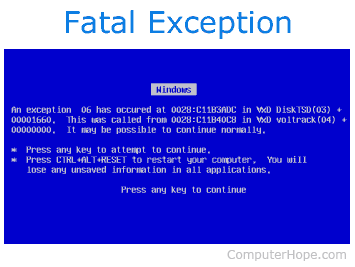 Fatal Exception
Windows
An exception 06 has occured at 0028:C11B3ADC in VxD DiskTSD(03) +
00001660. This was called from 0028:C11B40C8 in VxD voltrack(04) +
00000000. It may be possible to continue normally.
* Press any key to attempt to continue.
* Press CTRL+ALT+RESET to restart your computer. You will
lose any unsaved information in all applications.
Press any key to continue
ComputerHope.com